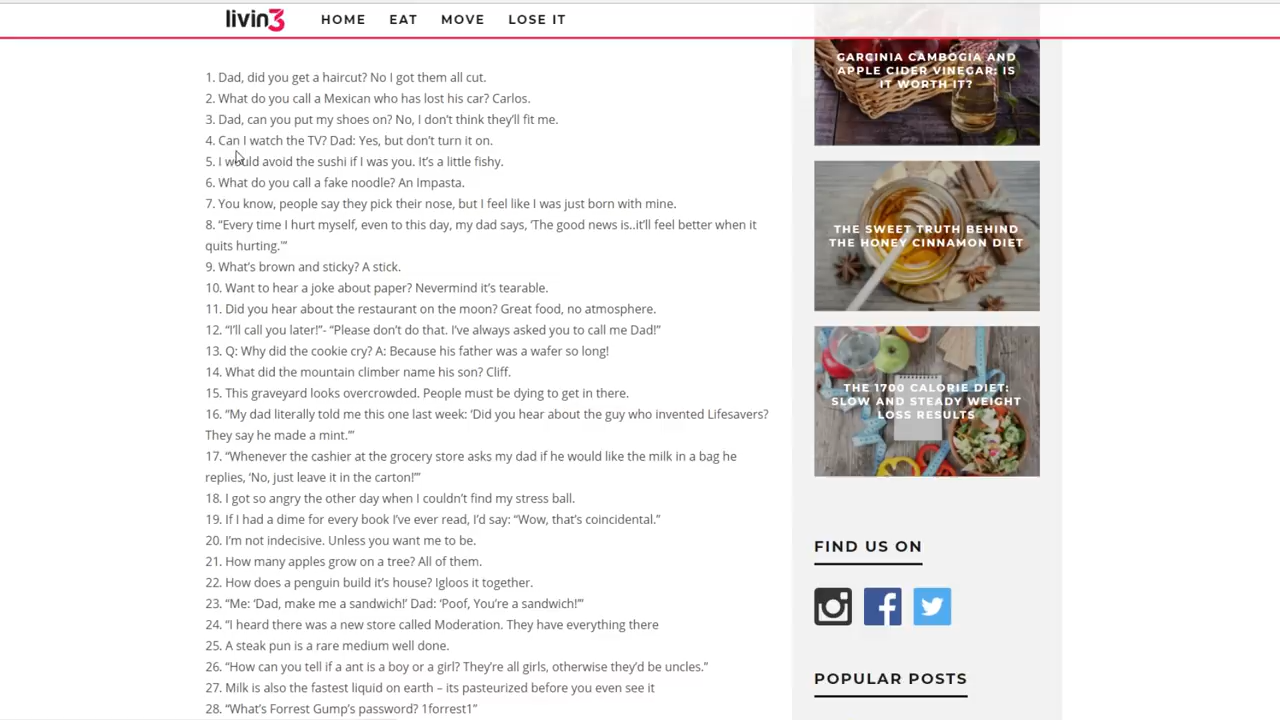 livin3 HOME EAT MOVE LOSE IT
1. Dad, did you get a haircut? No I got them all cut.
2. What do you call a Mexican who has lost his car? Carlos.
3. Dad, can you put my shoes on? No, I don’t think they’ll fit me.
4. Can I watch the TV? Dad: Yes, but don’t turn it on.
5. I would avoid the sushi if I was you. It’s a little fishy.
6. What do you call a fake noodle? An Impasta.
7. You know, people say they pick their nose, but I feel like I was just born with mine.
8. “Every time I hurt myself, even to this day, my dad says, ‘The good news is..it’ll feel better when it
quits hurting.’”
9. What’s brown and sticky? A stick.
10. Want to hear a joke about paper? Nevermind it’s tearable.
11. Did you hear about the restaurant on the moon? Great food, no atmosphere.
12. “I’ll call you later!”- “Please don’t do that. I’ve always asked you to call me Dad!”
13. Q: Why did the cookie cry? A: Because his father was a wafer so long!
14. What did the mountain climber name his son? Cliff.
15. This graveyard looks overcrowded. People must be dying to get in there.
16. “My dad literally told me this one last week: ‘Did you hear about the guy who invented Lifesavers?
They say he made a mint.’”
17. “Whenever the cashier at the grocery store asks my dad if he would like the milk in a bag he
replies, ‘No, just leave it in the carton!’”
18. I got so angry the other day when I couldn’t find my stress ball.
19. If I had a dime for every book I’ve ever read, I’d say: “Wow, that’s coincidental.”
20. I’m not indecisive. Unless you want me to be.
21. How many apples grow on a tree? All of them.
22. How does a penguin build it’s house? Igloos it together.
23. “Me: ‘Dad, make me a sandwich!’ Dad: ‘Poof, You’re a sandwich!’”
24. “I heard there was a new store called Moderation. They have everything there
25. A steak pun is a rare medium well done.
26. “How can you tell if a ant is a boy or a girl? They’re all girls, otherwise they’d be uncles.”
27. Milk is also the fastest liquid on earth – its pasteurized before you even see it
28. “What’s Forrest Gump’s password? 1forrest1”
GARCINIA CAMBOGIA AND
APPLE CIDER VINEGAR: IS
IT WORTH IT?
THE SWEET TRUTH BEHIND
THE HONEY CINNAMON DIET
THE 1700 CALORIE DIET:
SLOW AND STEADY WEIGHT
LOSS RESULTS
FIND US ON
POPULAR POSTS